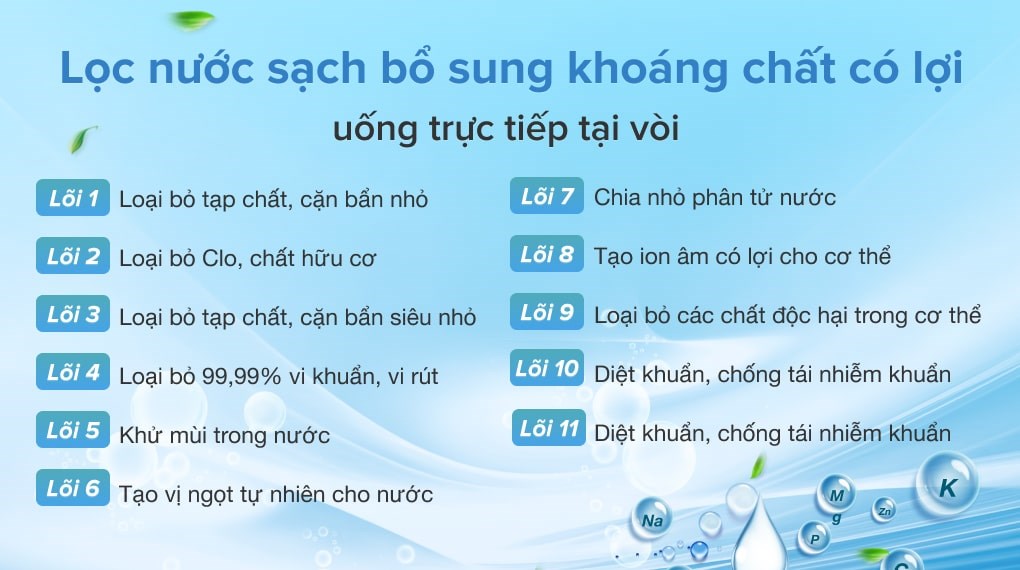 Lọc nước sạch bổ sung khoáng chất có lợi
uống trực tiếp tại vòi
Lõi 1 Loại bỏ tạp chất, cặn bẩn nhỏ
Lõi 2 Loại bỏ Clo, chất hữu cơ
Lõi 3 Loại bỏ tạp chất, cặn bẩn siêu nhỏ
Lõi 4 Loại bỏ 99,99% vi khuẩn, vi rút
Lõi 5 Khử mùi trong nước
Lõi 6 Tạo vị ngọt tự nhiên cho nước
Lõi 7 Chia nhỏ phân tử nước
Lõi 8 Tạo ion âm có lợi cho cơ thể
Lõi 9 Loại bỏ các chất độc hại trong cơ thể
Lõi 10 Diệt khuẩn, chống tái nhiễm khuẩn
Lõi 11 Diệt khuẩn, chống tái nhiễm khuẩn
Na
M
g
P
Zn
K